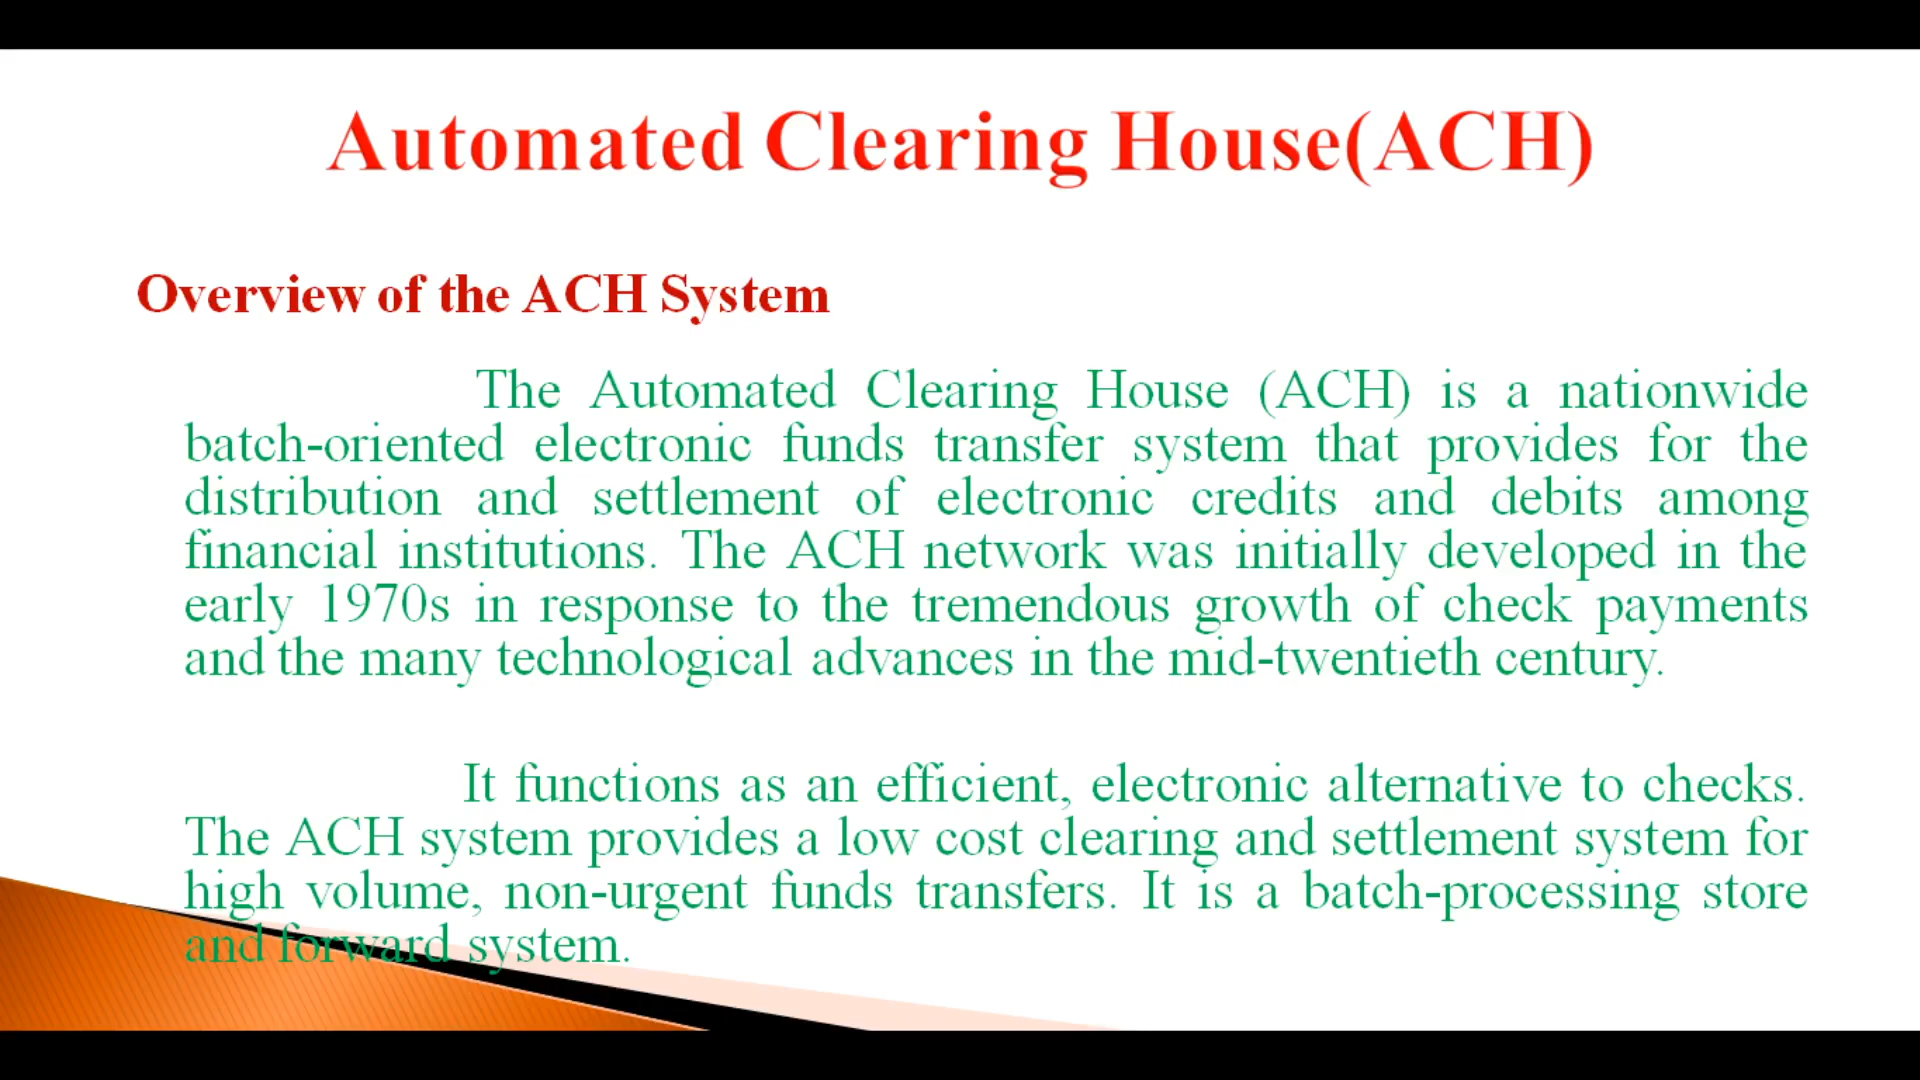 Automated Clearing House(ACH)
Overview of the ACH System
The Automated Clearing House (ACH) is a nationwide
batch-oriented electronic funds transfer system that provides for the
distribution and settlement of electronic credits and debits among
financial institutions. The ACH network was initially developed in the
early 1970s in response to the tremendous growth of check payments
and the many technological advances in the mid-twentieth century.
It functions as an efficient, electronic alternative to checks.
The ACH system provides a low cost clearing and settlement system for
high volume, non-urgent funds transfers. It is a batch-processing store
and forward system.